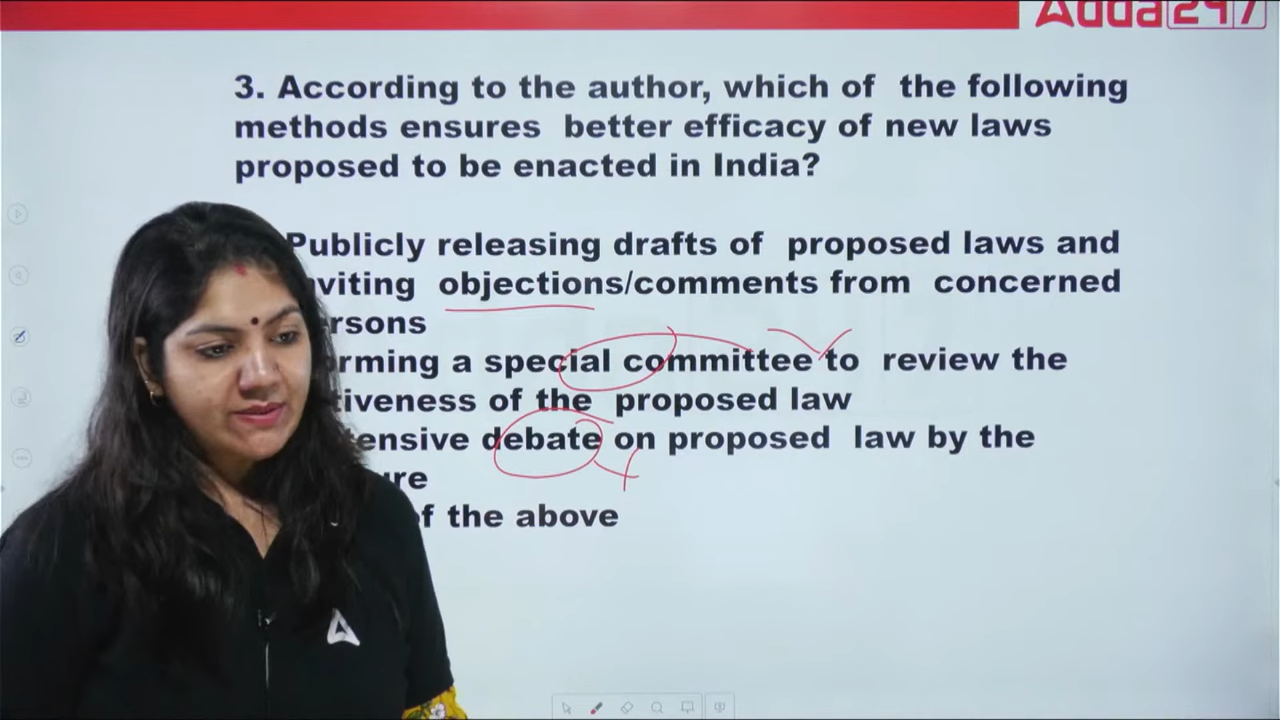 Adda247
3. According to the author, which of the following
methods ensures better efficacy of new laws
proposed to be enacted in India?
Publicly releasing drafts of proposed laws and
objections/comments from concerned
a special committee to review the
of the proposed law
debate on proposed law by the
of the above